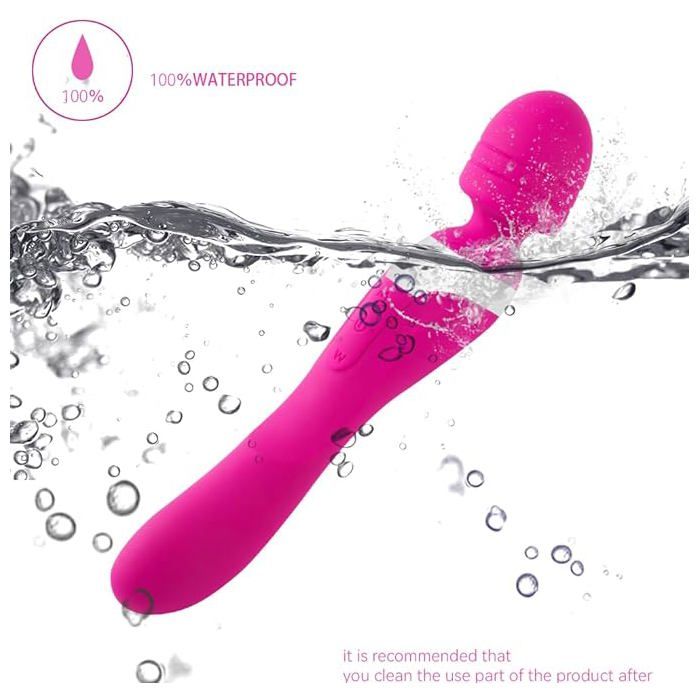 100%WATERPROOF
100%
W
it is recommended that
you clean the use part of the product after